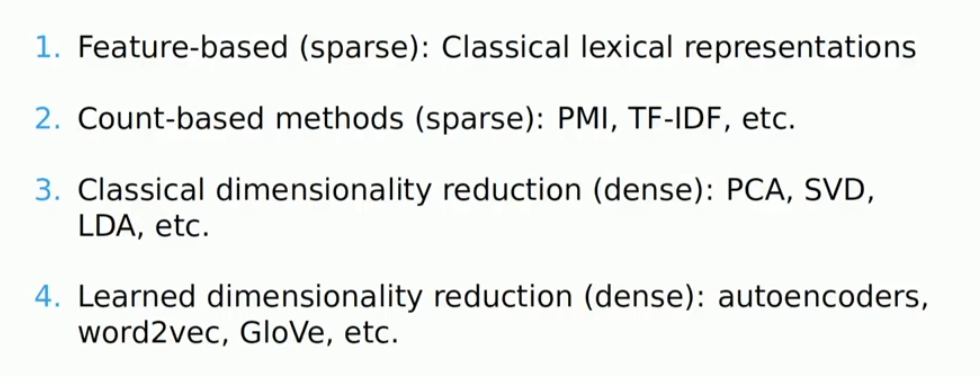 1. Feature-based (sparse): Classical lexical representations
2. Count-based methods (sparse): PMI, TF-IDF, etc.
3. Classical dimensionality reduction (dense): PCA, SVD,
LDA, etc.
4. Learned dimensionality reduction (dense): autoencoders,
word2vec, GloVe, etc.